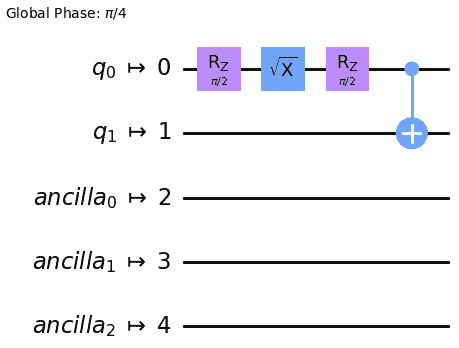 Global Phase: π/4
q₀ ↦ 0 R_Z π/2 √X R_Z π/2
q₁ ↦ 1
ancilla₀ ↦ 2
ancilla₁ ↦ 3
ancilla₂ ↦ 4